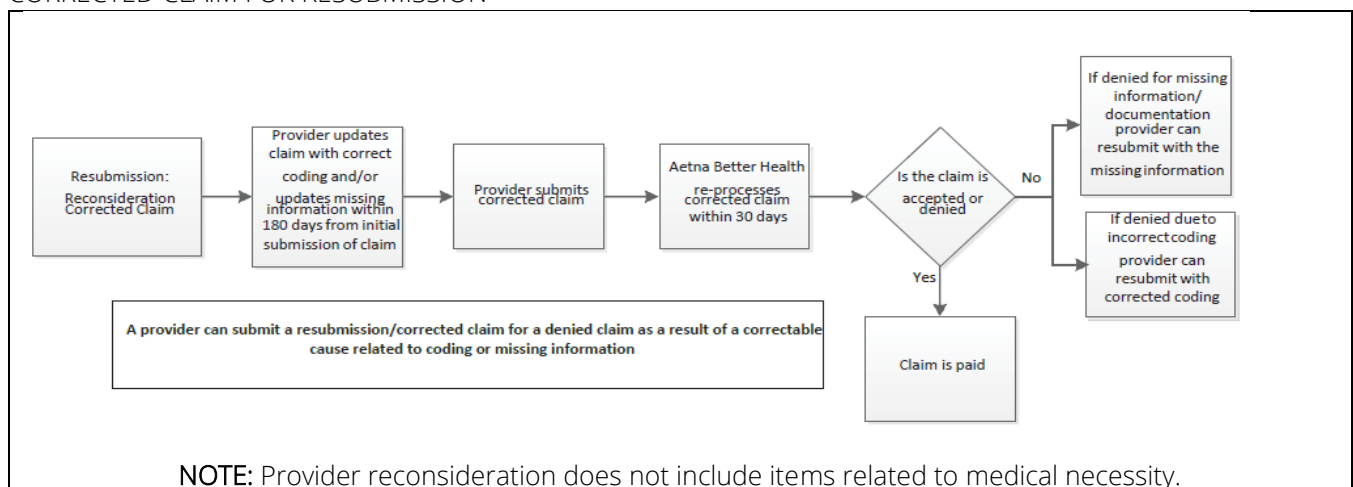 CORRECTED CLAIM FOR RESUBMISSION
Resubmission:
Reconsideration
Corrected Claim
Provider updates
claim with correct
coding and/or
updates missing
information within
180 days from initial
submission of claim
Provider submits
corrected claim
Aetna Better Health
re-processes
corrected claim
within 30 days
Is the claim is
accepted or
denied
No
If denied for missing
information/
documentation
provider can
resubmit with the
missing information
If denied due to
incorrect coding
provider can
resubmit with
corrected coding
Yes
Claim is paid
A provider can submit a resubmission/corrected claim for a denied claim as a result of a correctable
cause related to coding or missing information
NOTE: Provider reconsideration does not include items related to medical necessity.